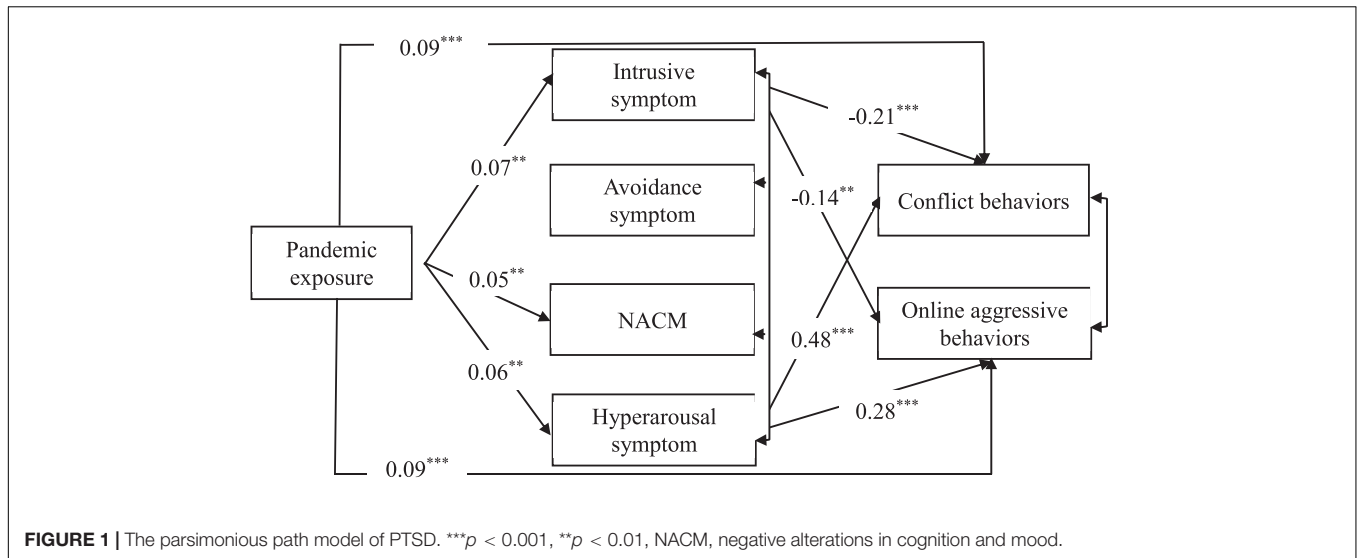 0.09***
Intrusive
symptom
-0.21***
0.07**
Avoidance
symptom
-0.14**
Conflict behaviors
Pandemic
exposure
0.05**
NACM
Online aggressive
behaviors
0.48***
0.06**
Hyperarousal
symptom
0.28***
0.09***
FIGURE 1 | The parsimonious path model of PTSD. ***p < 0.001, **p < 0.01, NACM, negative alterations in cognition and mood.